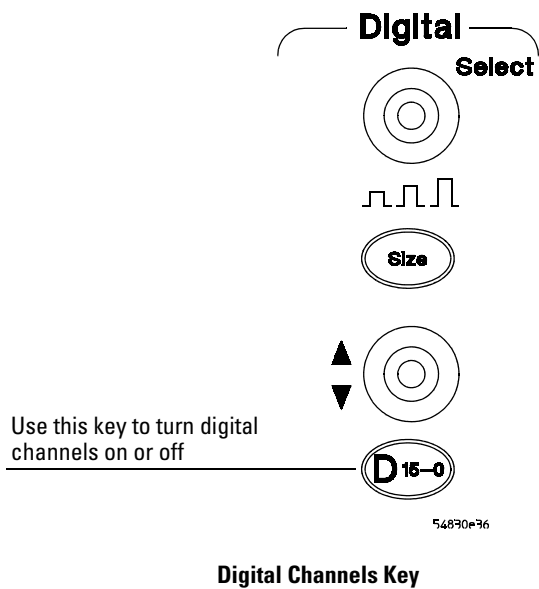 Digital
Select
Size
Use this key to turn digital
channels on or off
D 15–0
54830e36
Digital Channels Key